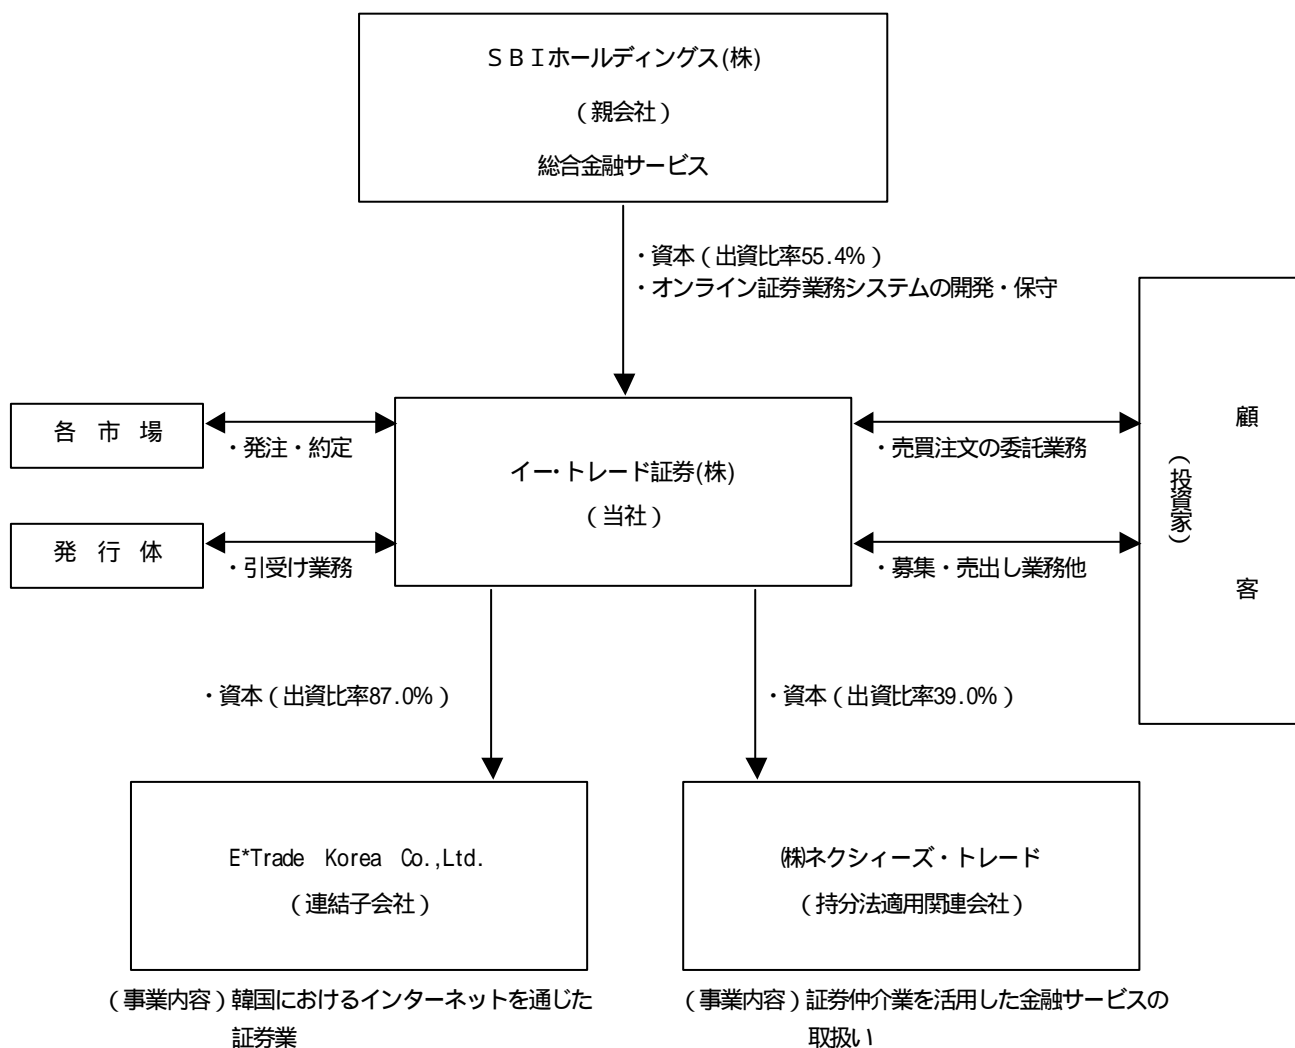 ＳＢＩホールディングス(株)
（親会社）
総合金融サービス
・資本（出資比率55.4%）
・オンライン証券業務システムの開発・保守
各　市　場
・発注・約定
イー・トレード証券(株)
（当社）
・売買注文の委託業務
発　行　体
・引受け業務
・募集・売出し業務他
顧客
（投資家）
・資本（出資比率87.0%）
・資本（出資比率39.0%）
E*Trade　Korea　Co.,Ltd.
（連結子会社）
㈱ネクシィーズ・トレード
（持分法適用関連会社）
（事業内容）韓国におけるインターネットを通じた
証券業
（事業内容）証券仲介業を活用した金融サービスの
取扱い